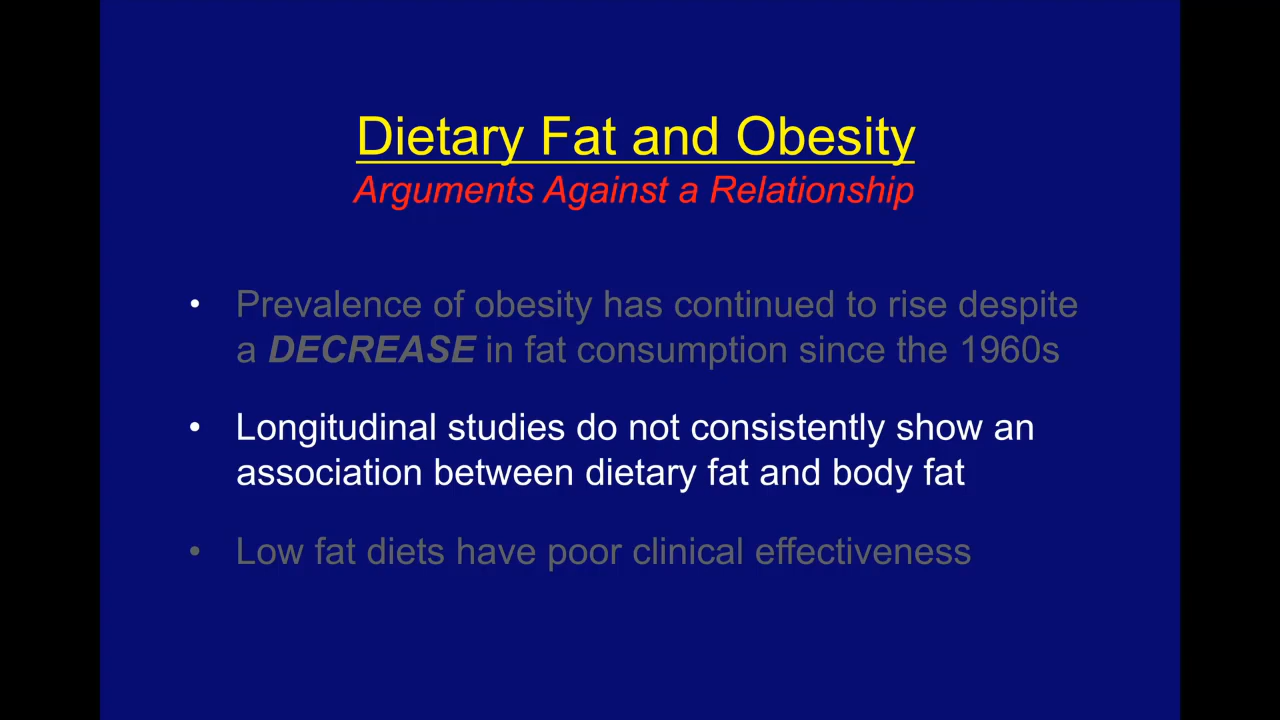 Dietary Fat and Obesity
Arguments Against a Relationship
• Prevalence of obesity has continued to rise despite
a DECREASE in fat consumption since the 1960s
• Longitudinal studies do not consistently show an
association between dietary fat and body fat
• Low fat diets have poor clinical effectiveness